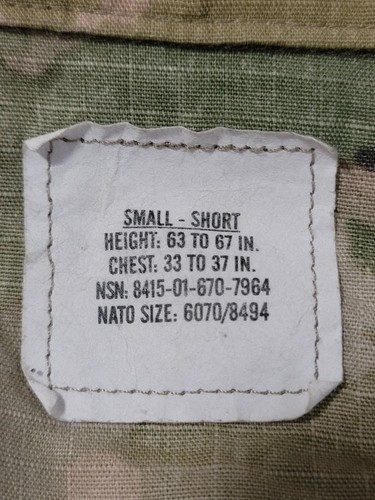 SMALL - SHORT
HEIGHT: 63 TO 67 IN.
CHEST: 33 TO 37 IN.
NSN: 8415-01-670-7964
NATO SIZE: 6070/8494